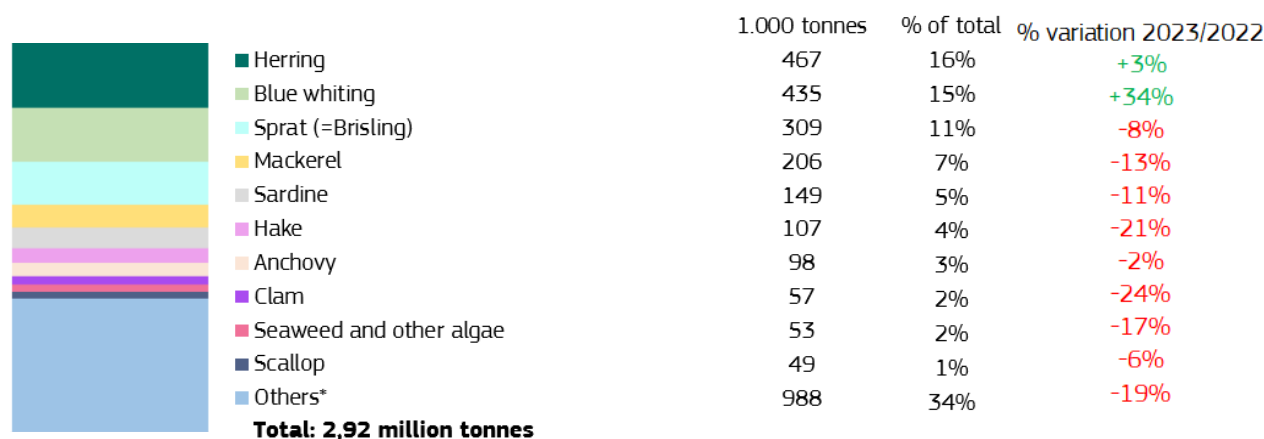 1.000 tonnes % of total % variation 2023/2022
Herring 467 16% +3%
Blue whiting 435 15% +34%
Sprat (=Brisling) 309 11% -8%
Mackerel 206 7% -13%
Sardine 149 5% -11%
Hake 107 4% -21%
Anchovy 98 3% -2%
Clam 57 2% -24%
Seaweed and other algae 53 2% -17%
Scallop 49 1% -6%
Others* 988 34% -19%
Total: 2,92 million tonnes